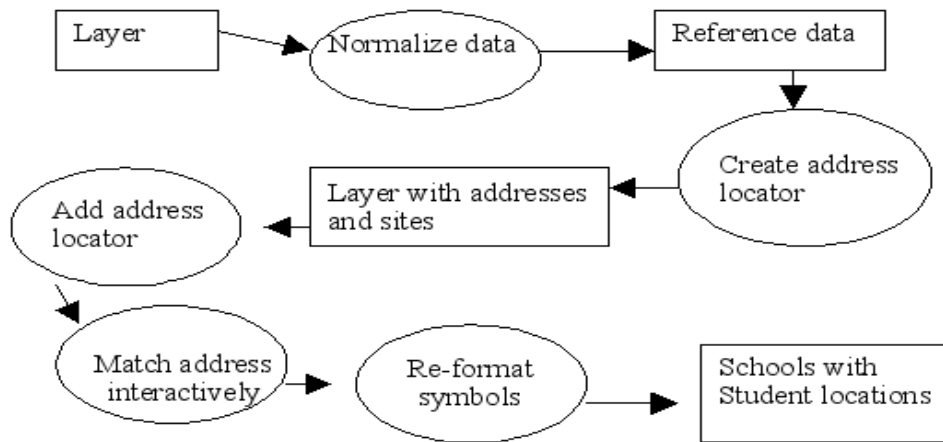 Layer
Normalize data
Reference data
Create address
locator
Layer with addresses
and sites
Add address
locator
Match address
interactively
Re-format
symbols
Schools with
Student locations